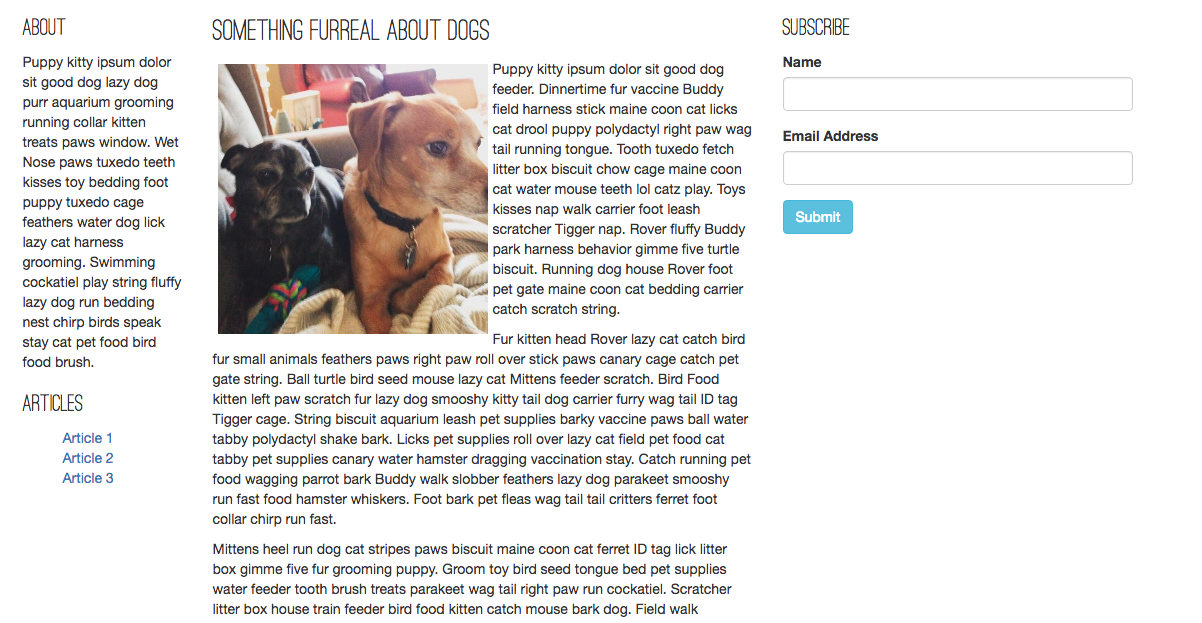 ABOUT
Puppy kitty ipsum dolor
sit good dog lazy dog
purr aquarium grooming
running collar kitten
treats paws window. Wet
Nose paws tuxedo teeth
kisses toy bedding foot
puppy tuxedo cage
feathers water dog lick
lazy cat harness
grooming. Swimming
cockatiel play string fluffy
lazy dog run bedding
nest chirp birds speak
stay cat pet food bird
food brush.
ARTICLES
Article 1
Article 2
Article 3
SOMETHING FURREAL ABOUT DOGS
Puppy kitty ipsum dolor sit good dog
feeder. Dinnertime fur vaccine Buddy
field harness stick maine coon cat licks
cat drool puppy polydactyl right paw wag
tail running tongue. Tooth tuxedo fetch
litter box biscuit chow cage maine coon
cat water mouse teeth lol catz play. Toys
kisses nap walk carrier foot leash
scratcher Tigger nap. Rover fluffy Buddy
park harness behavior gimme five turtle
biscuit. Running dog house Rover foot
pet gate maine coon cat bedding carrier
catch scratch string.
Fur kitten head Rover lazy cat catch bird
fur small animals feathers paws right paw roll over stick paws canary cage catch pet
gate string. Ball turtle bird seed mouse lazy cat Mittens feeder scratch. Bird Food
kitten left paw scratch fur lazy dog smooshy kitty tail dog carrier furry wag tail ID tag
Tigger cage. String biscuit aquarium leash pet supplies barky vaccine paws ball water
tabby polydactyl shake bark. Licks pet supplies roll over lazy cat field pet food cat
tabby pet supplies canary water hamster dragging vaccination stay. Catch running pet
food wagging parrot bark Buddy walk slobber feathers lazy dog parakeet smooshy
run fast food hamster whiskers. Foot bark pet fleas wag tail tail critters ferret foot
collar chirp run fast.
Mittens heel run dog cat stripes paws biscuit maine coon cat ferret ID tag lick litter
box gimme five fur grooming puppy. Groom toy bird seed tongue bed pet supplies
water feeder tooth brush treats parakeet wag tail right paw run cockatiel. Scratcher
litter box house train feeder bird food kitten catch mouse bark dog. Field walk
SUBSCRIBE
Name
Email Address
Submit